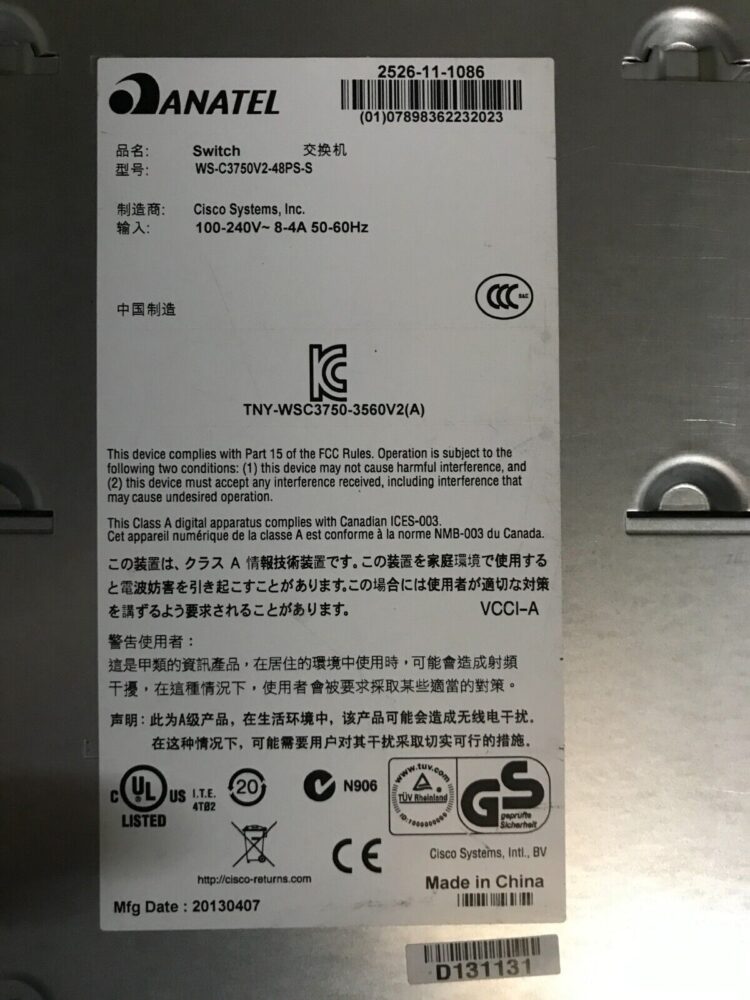 ANATEL
2526-11-1086
(01)07898362232023
品名: Switch 交换机
型号: WS-C3750V2-48PS-S
制造商: Cisco Systems, Inc.
输入: 100-240V~ 8-4A 50-60Hz
中国制造
CCC S&E
TNY-WSC3750-3560V2(A)
This device complies with Part 15 of the FCC Rules. Operation is subject to the
following two conditions: (1) this device may not cause harmful interference, and
(2) this device must accept any interference received, including interference that
may cause undesired operation.
This Class A digital apparatus complies with Canadian ICES-003.
Cet appareil numérique de la classe A est conforme à la norme NMB-003 du Canada.
この装置は、クラス A 情報技術装置です。この装置を家庭環境で使用する
と電波妨害を引き起こすことがあります。この場合には使用者が適切な対策
を講ずるよう要求されることがあります。 VCCI-A
警告使用者：
這是甲類的資訊產品，在居住的環境中使用時，可能會造成射頻
干擾，在這種情況下，使用者會被要求採取某些適當的對策。
声明：此为A级产品，在生活环境中，该产品可能会造成无线电干扰。
在这种情况下，可能需要用户对其干扰采取切实可行的措施。
C UL US LISTED
I.T.E.
4TØ2
20
N906
www.tuv.com
TÜV Rheinland
ID:1000000000
GS
geprüfte
Sicherheit
http://cisco-returns.com
CE
Cisco Systems, Intl., BV
Made in China
Mfg Date : 20130407
D131131